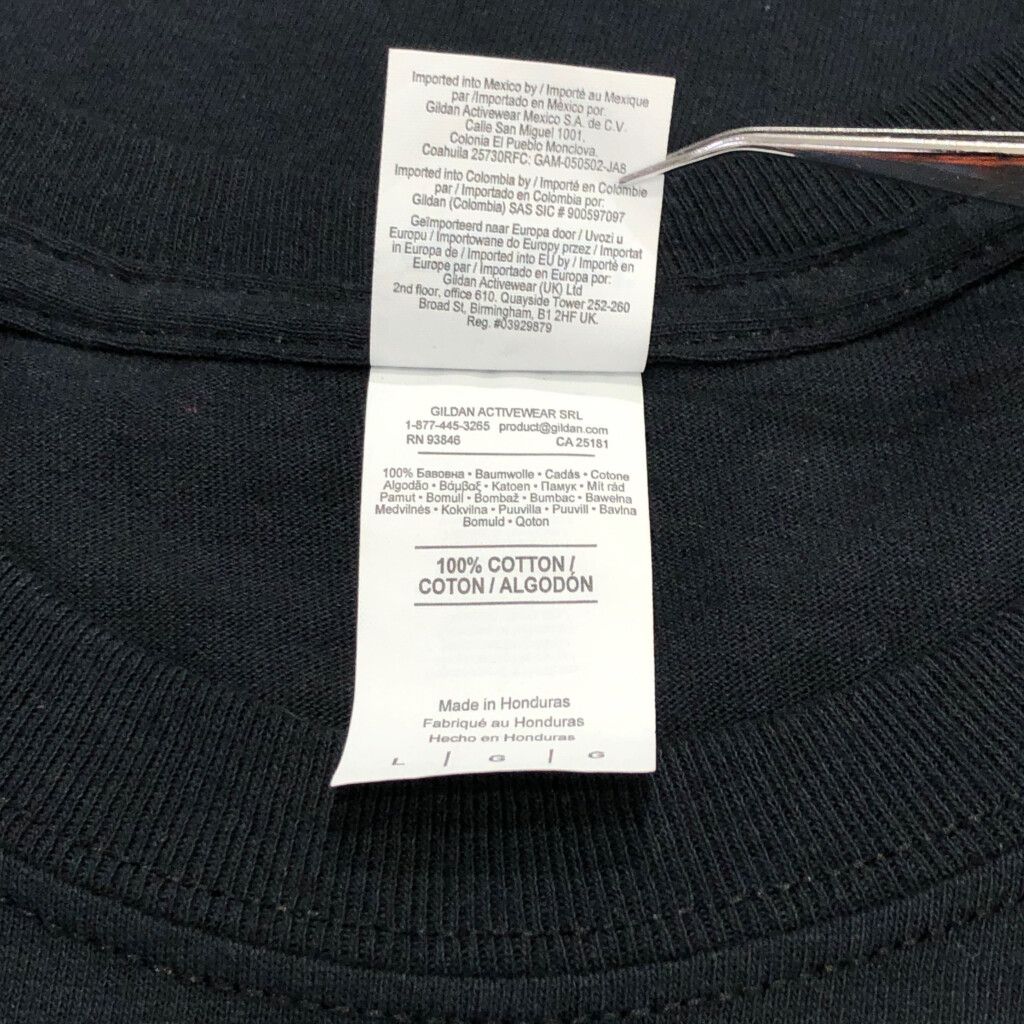 Imported into Mexico by / Importé au Mexique
par /Importado en México por:
Gildan Activewear Mexico S.A. de C.V.
Calle San Miguel 1001,
Colonia El Pueblo Monclova,
Coahuila 25730RFC: GAM-050502-JA8
Imported into Colombia by / Importé en Colombie
par / Importado en Colombia por:
Gildan (Colombia) SAS SIC # 900597097
Geïmporteerd naar Europa door / Uvozi u
Europu / Importowane do Europy przez / Importat
in Europa de / Imported into EU by / Importé en
Europe par / Importado en Europa por:
Gildan Activewear (UK) Ltd
2nd floor, office 610. Quayside Tower 252-260
Broad St, Birmingham, B1 2HF UK.
Reg. #03929879
GILDAN ACTIVEWEAR SRL
1-877-445-3265 product@gildan.com
RN 93846 CA 25181
100% Бавовна • Baumwolle • Cadás • Cotone
Algodão • Βάμβαξ • Katoen • Памук • Mit rád
Pamut • Bomull • Bombaž • Bumbac • Bawełna
Medvilnės • Kokvilna • Puuvilla • Puuvill • Bavlna
Bomuld • Qoton
100% COTTON /
COTON / ALGODÓN
Made in Honduras
Fabriqué au Honduras
Hecho en Honduras
L / G / G